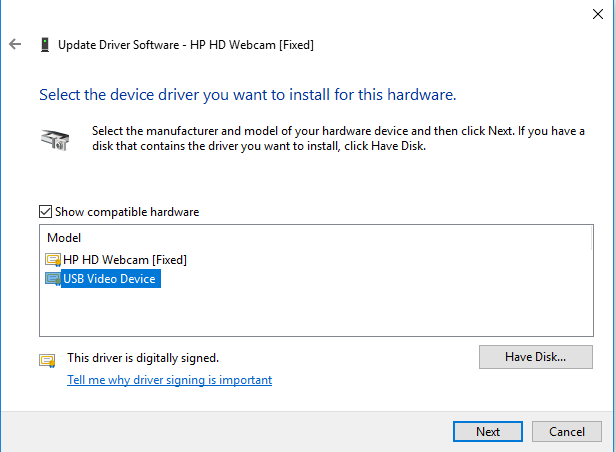 Update Driver Software - HP HD Webcam [Fixed]
Select the device driver you want to install for this hardware.
Select the manufacturer and model of your hardware device and then click Next. If you have a
disk that contains the driver you want to install, click Have Disk.
Show compatible hardware
Model
HP HD Webcam [Fixed]
USB Video Device
This driver is digitally signed.
Have Disk...
Tell me why driver signing is important
Next
Cancel